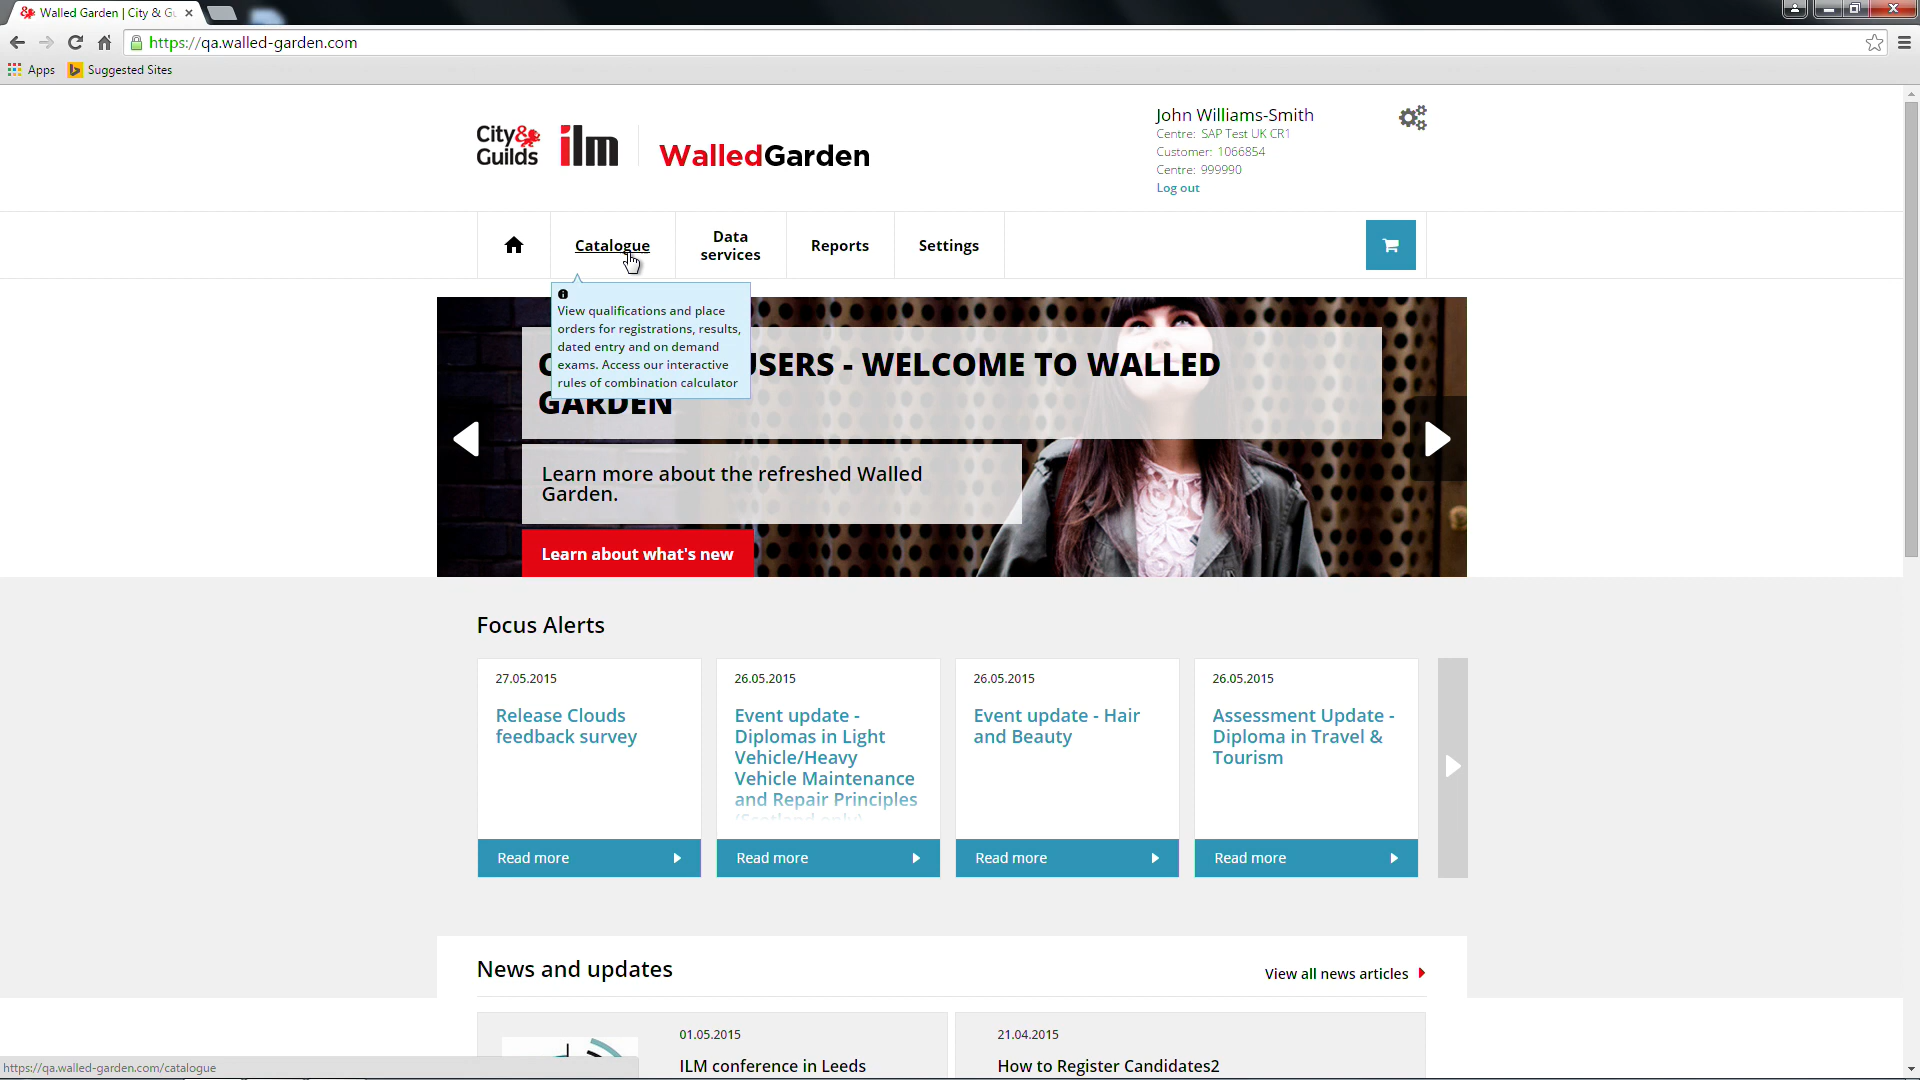 Walled Garden | City & Gu
https://qa.walled-garden.com
Apps
Suggested Sites
City&
Guilds
ilm
WalledGarden
John Williams-Smith
Centre: SAP Test UK CR1
Customer: 1066854
Centre: 999990
Log out
Catalogue
Data
services
Reports
Settings
View qualifications and place
orders for registrations, results,
dated entry and on demand
exams. Access our interactive
rules of combination calculator
USERS - WELCOME TO WALLED
GARDEN
Learn more about the refreshed Walled
Garden.
Learn about what's new
Focus Alerts
27.05.2015
Release Clouds
feedback survey
Read more
26.05.2015
Event update -
Diplomas in Light
Vehicle/Heavy
Vehicle Maintenance
and Repair Principles
(Scotland only)
Read more
26.05.2015
Event update - Hair
and Beauty
Read more
26.05.2015
Assessment Update -
Diploma in Travel &
Tourism
Read more
News and updates
View all news articles
01.05.2015
ILM conference in Leeds
21.04.2015
How to Register Candidates2
https://qa.walled-garden.com/catalogue